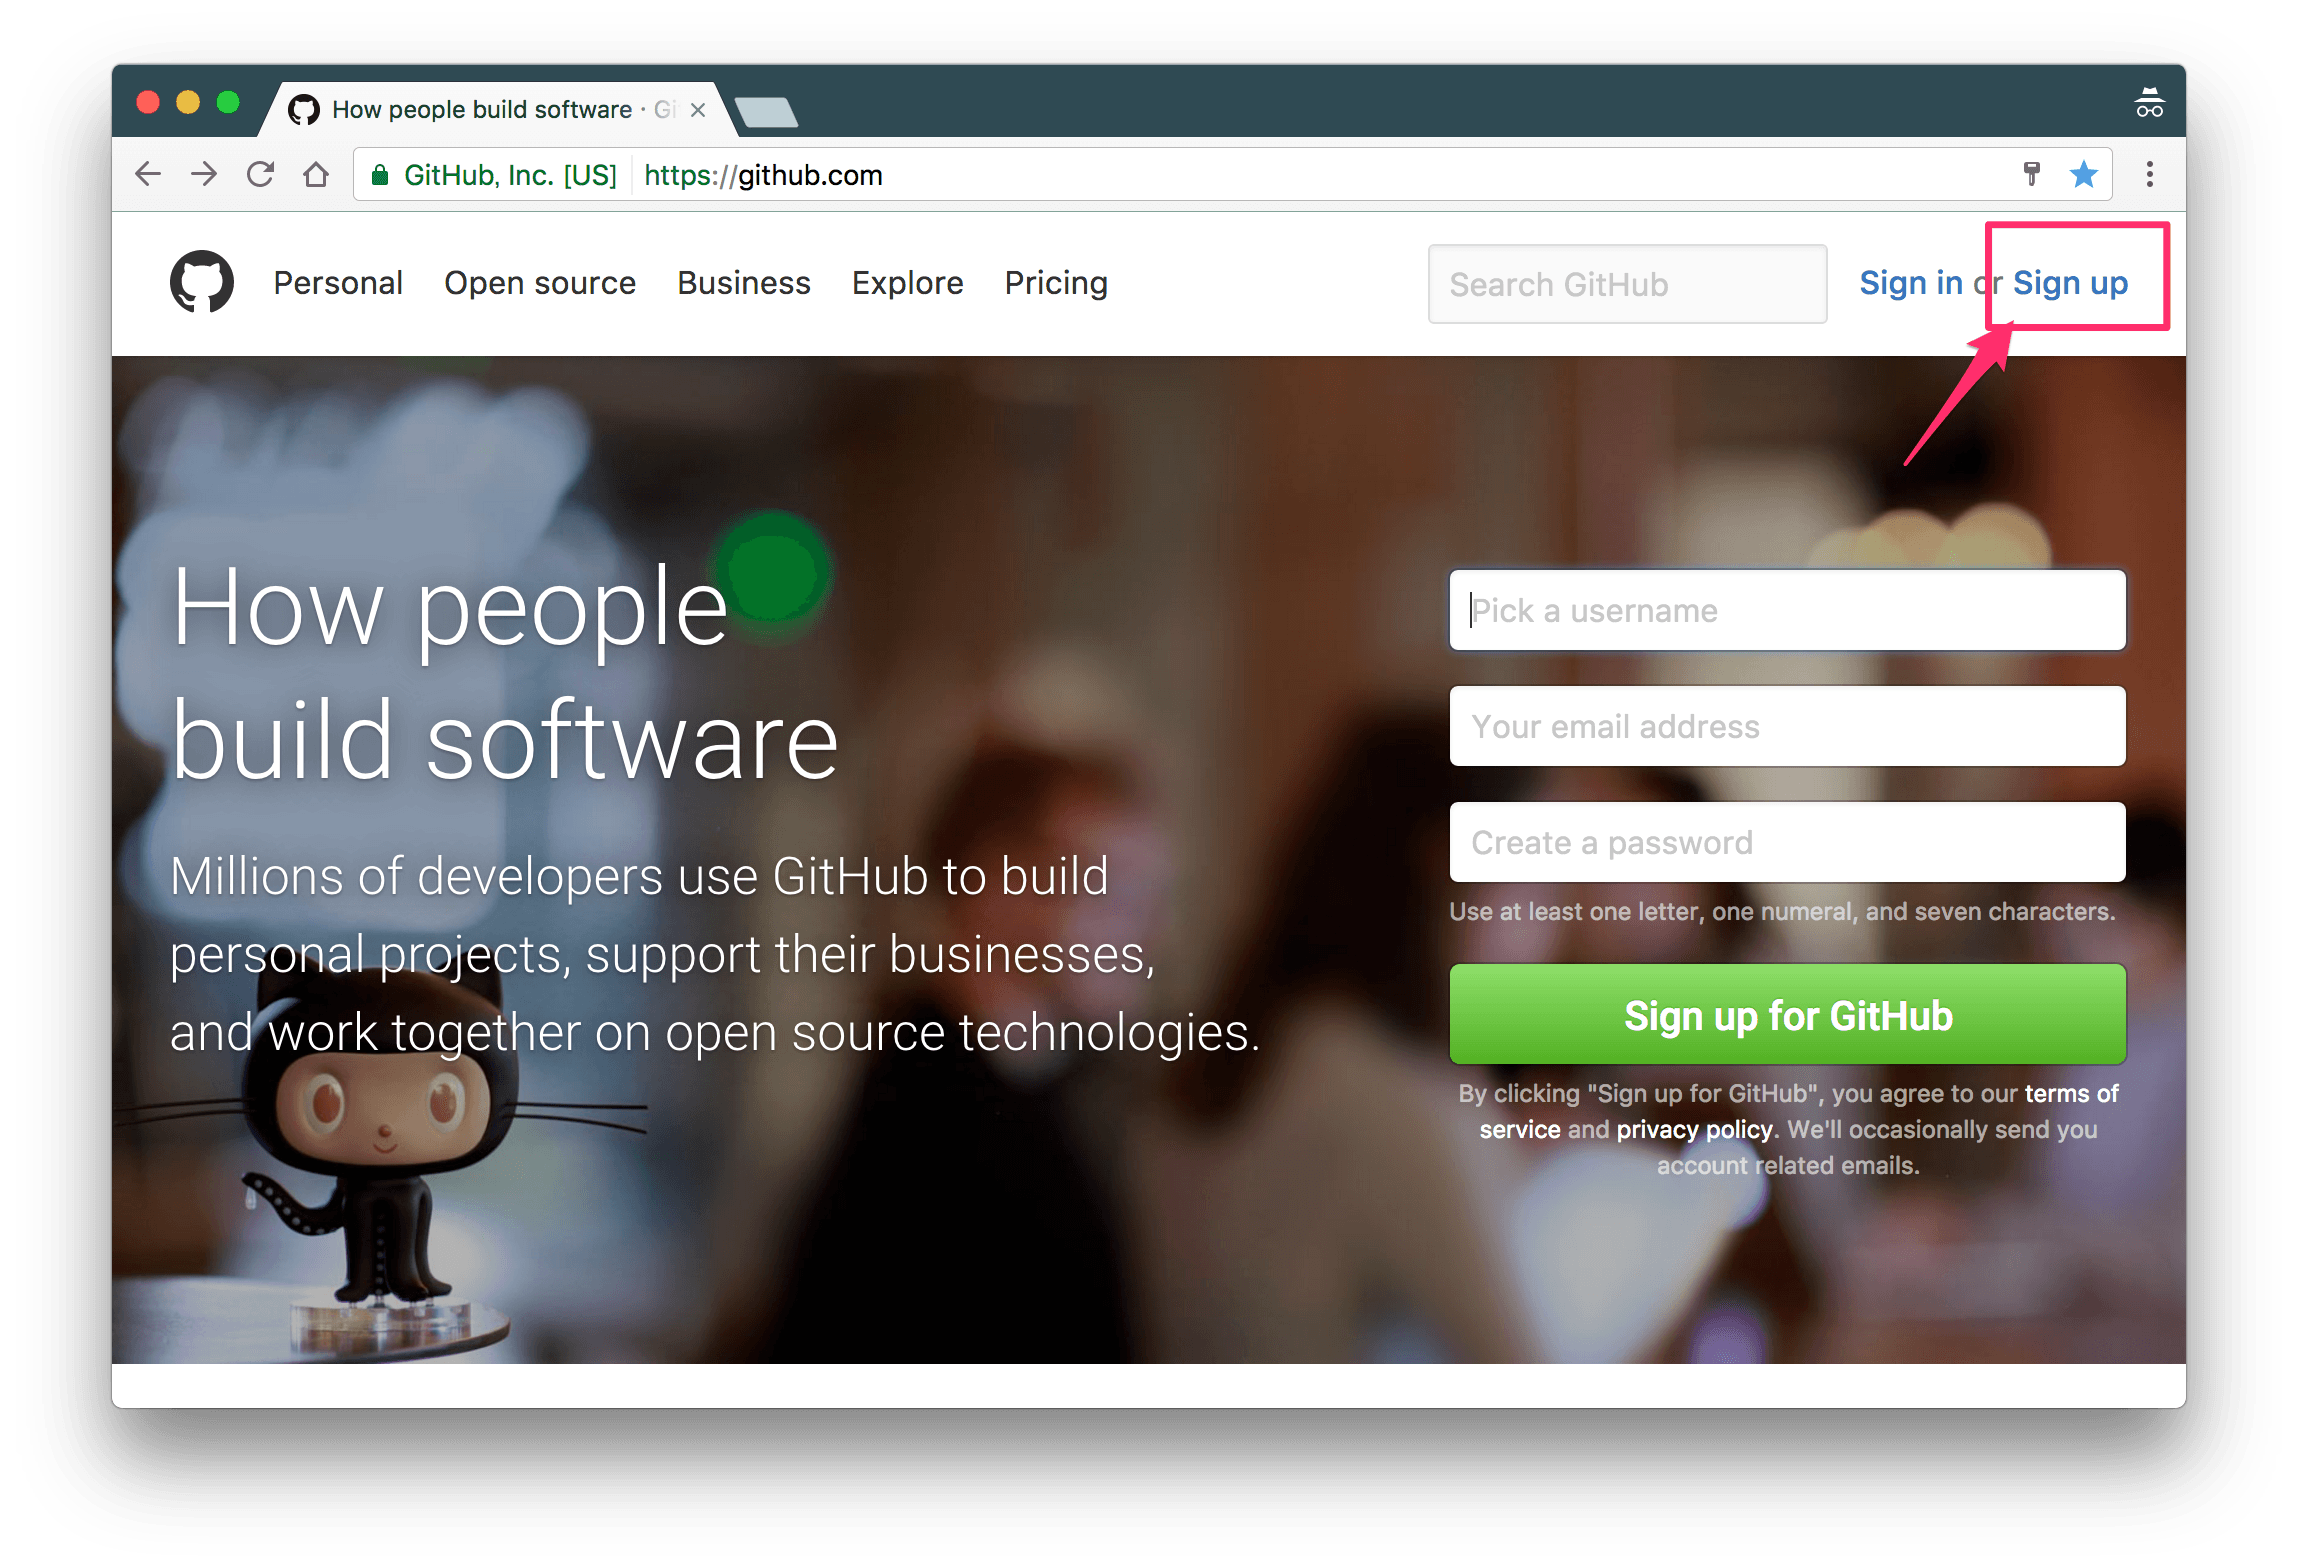 How people build software · Gi
GitHub, Inc. [US] https://github.com
Personal Open source Business Explore Pricing Search GitHub Sign in or Sign up
How people
build software
Millions of developers use GitHub to build
personal projects, support their businesses,
and work together on open source technologies.
Pick a username
Your email address
Create a password
Use at least one letter, one numeral, and seven characters.
Sign up for GitHub
By clicking "Sign up for GitHub", you agree to our terms of
service and privacy policy. We'll occasionally send you
account related emails.